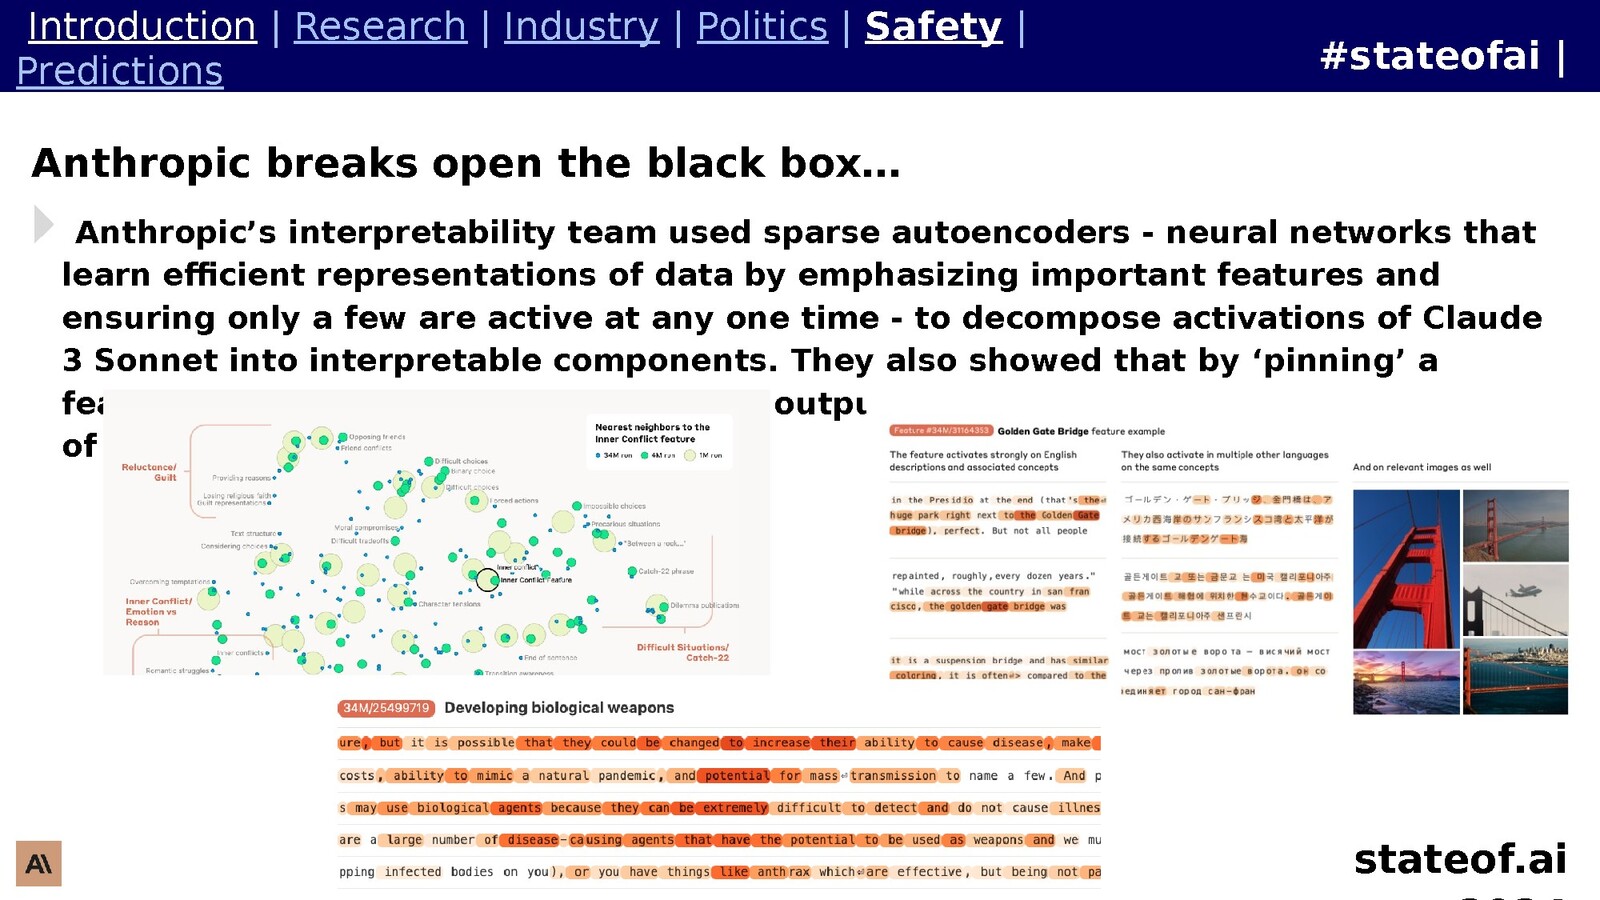 Introduction | Research | Industry | Politics | Safety |
Predictions
#stateofai |
Anthropic breaks open the black box…
Anthropic’s interpretability team used sparse autoencoders - neural networks that
learn efficient representations of data by emphasizing important features and
ensuring only a few are active at any one time - to decompose activations of Claude
3 Sonnet into interpretable components. They also showed that by ‘pinning’ a
of
Nearest neighbors to the
Inner Conflict feature
34M run 4M run 1M run
Opposing friends
Friend conflicts
Reluctance/
Guilt
Providing reasons
Losing religious faith
Guilt representations
Difficult choices
Binary choice
Difficult choices
Forced actions
Impossible choices
Precarious situations
"Between a rock…"
Catch-22 phrase
Mural compromises
Difficult tradeoffs
Text structure
Considering choices
Overcoming temptations
Inner Conflict/
Emotion vs
Reason
Inner conflict
Inner Conflict Feature
Character tensions
Dilemma publications
Difficult Situations/
Catch-22
Inner conflicts
Romantic struggles
End of sentence
Transition awareness
Feature #34M/31164353 Golden Gate Bridge feature example
The feature activates strongly on English
descriptions and associated concepts
They also activate in multiple other languages
on the same concepts
And on relevant images as well
in the Presidio at the end (that's the⏎
huge park right next to the Golden Gate
bridge), perfect. But not all people
repainted, roughly, every dozen years."
"while across the country in san fran
cisco, the golden gate bridge was
it is a suspension bridge and has similar
coloring, it is often⏎> compared to the
ゴールデン・ゲート・ブリッジ、金門橋は、ア
メリカ西海岸のサンフランシスコ湾と太平洋が
接続するゴールデンゲート海
골든게이트 교 또는 금문교 는 미국 캘리포니아주
골든게이트 해협에 위치한 현수교이다. 골든게이
트 교는 캘리포니아주 샌프란시
мост золотые ворота – висячий мост
через пролив золотые ворота. он со
единяет город сан-фран
34M/25499719 Developing biological weapons
ure, but it is possible that they could be changed to increase their ability to cause disease, make
costs, ability to mimic a natural pandemic, and potential for mass⏎transmission to name a few. And p
s may use biological agents because they can be extremely difficult to detect and do not cause illnes
are a large number of disease-causing agents that have the potential to be used as weapons and we mu
pping infected bodies on you), or you have things like anthrax which⏎are effective, but being not pa
A\
stateof.ai